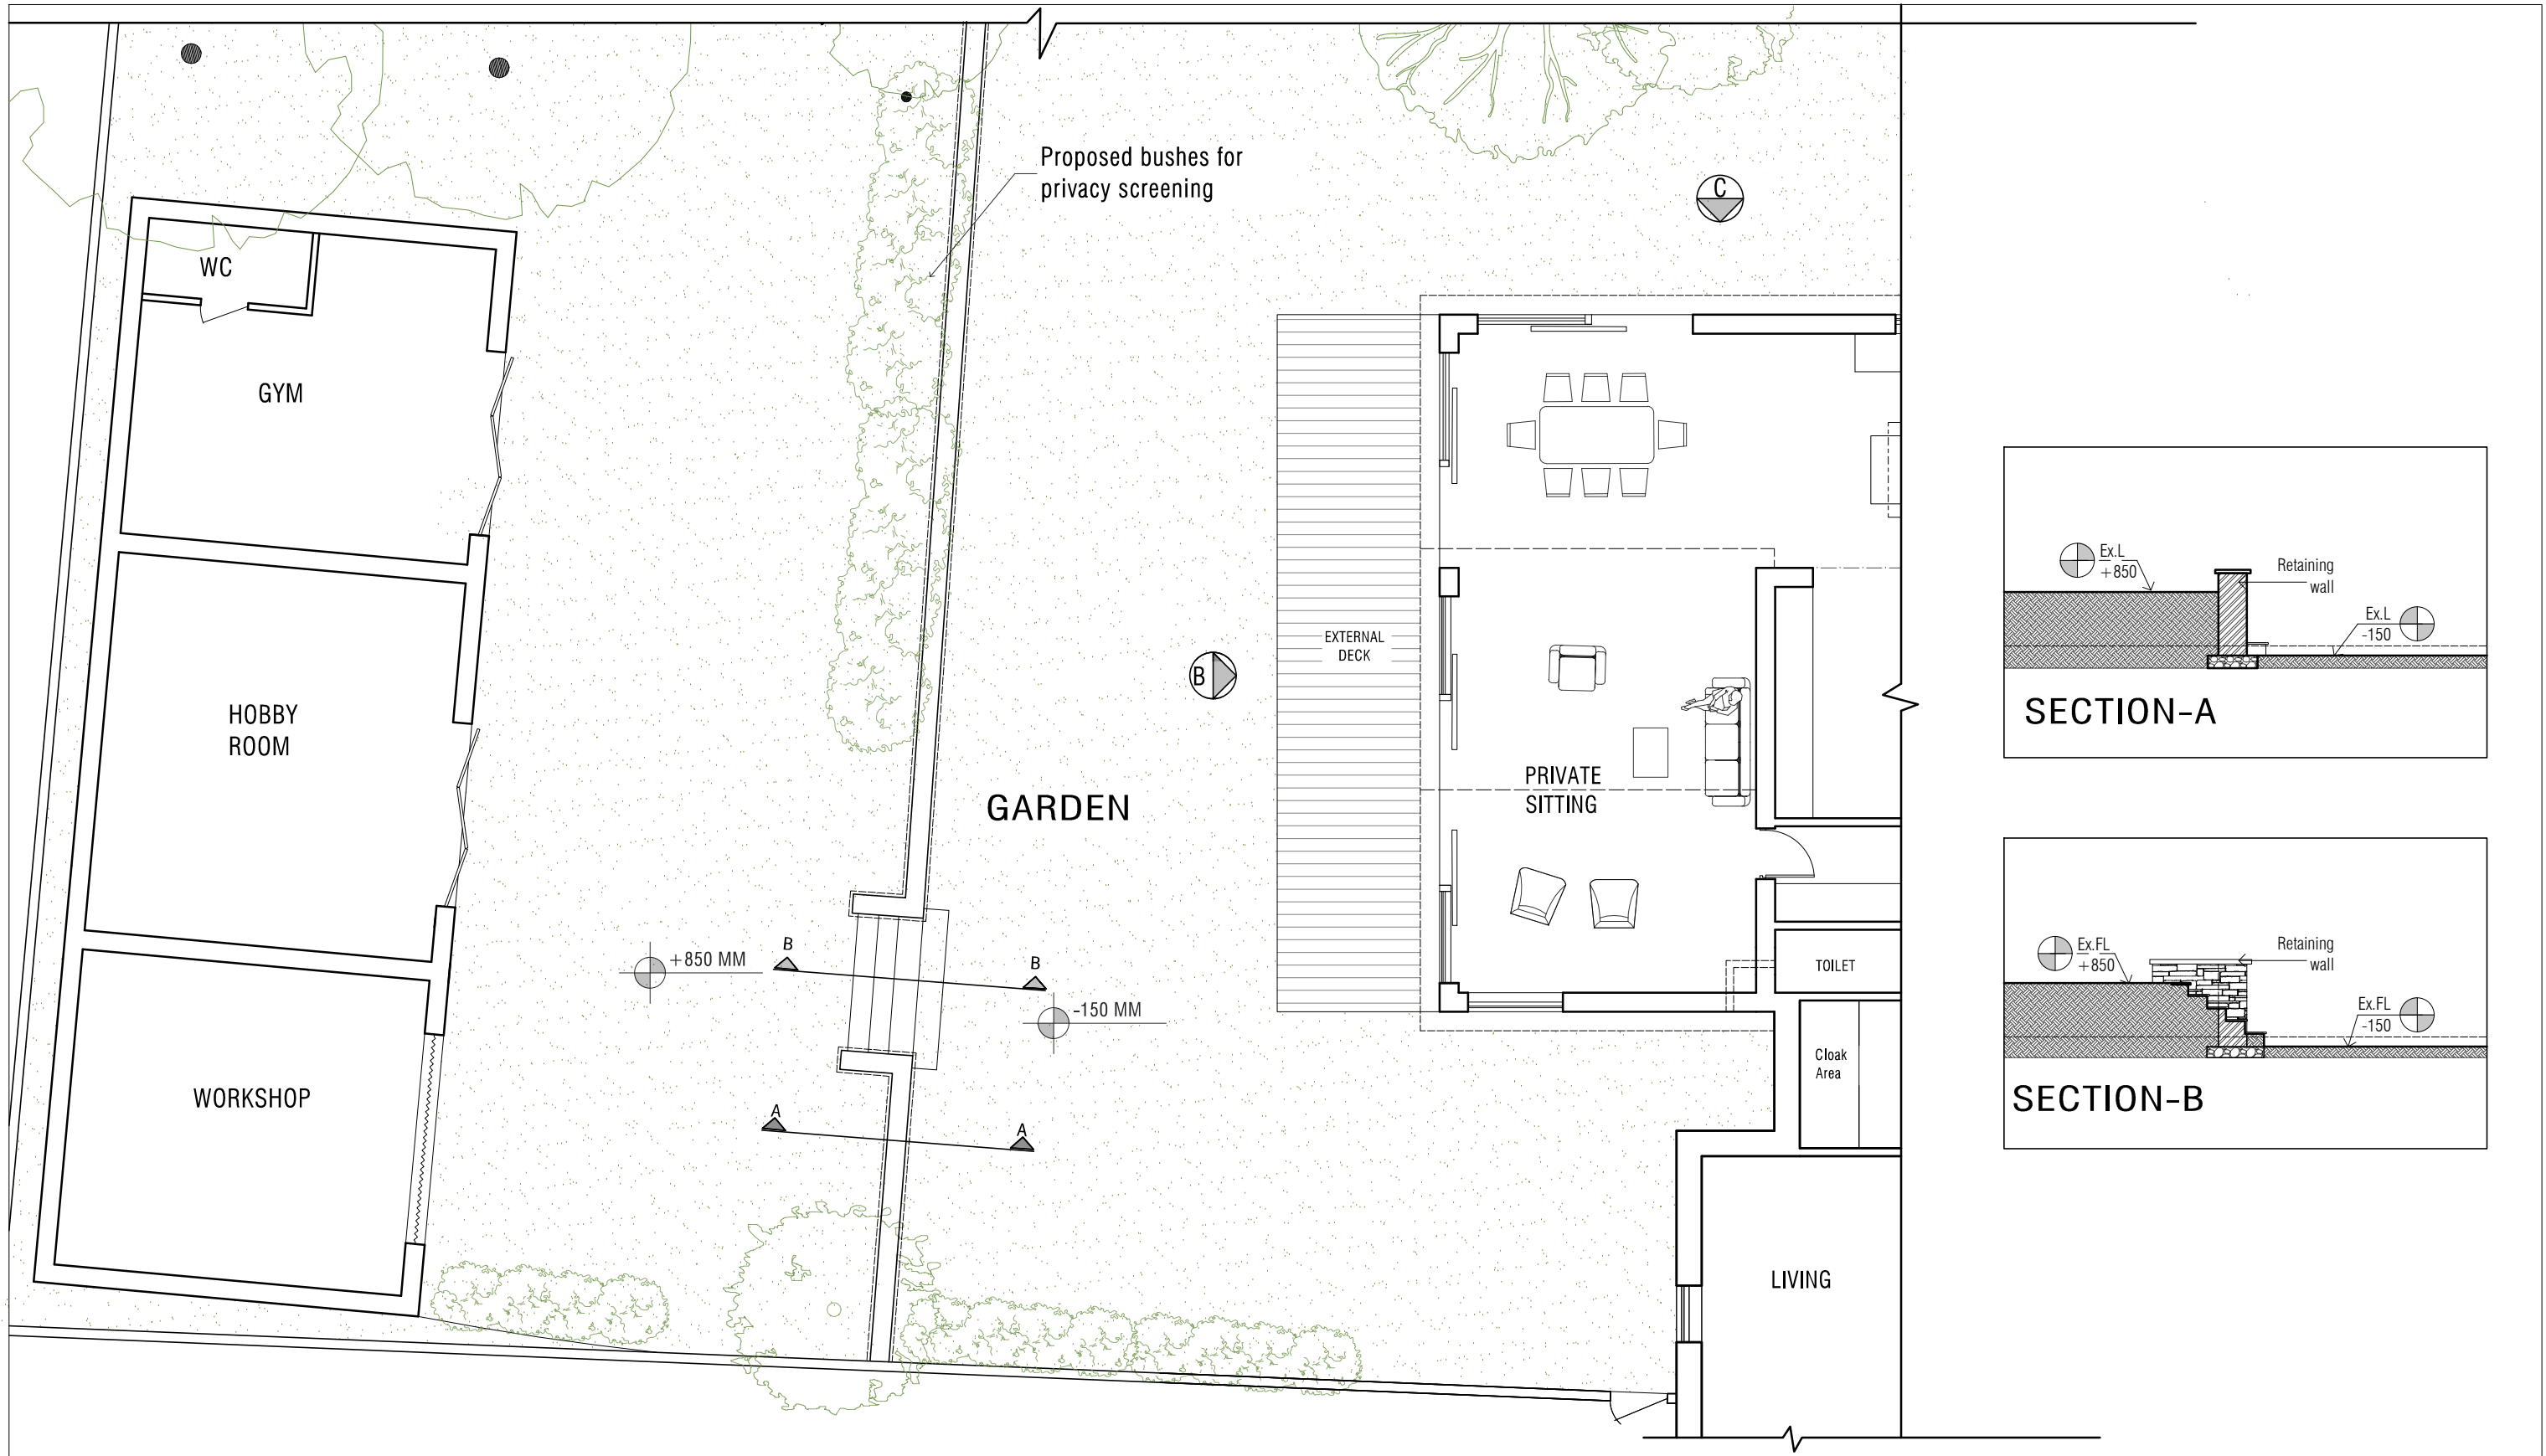 Proposed bushes for
privacy screening
C
WC
GYM
HOBBY
ROOM
WORKSHOP
GARDEN
B
EXTERNAL
DECK
PRIVATE
SITTING
TOILET
Cloak
Area
LIVING
+850 MM
B
B
-150 MM
A
A
Ex.L
+850
Retaining
wall
Ex.L
-150
SECTION-A
Ex.FL
+850
Retaining
wall
Ex.FL
-150
SECTION-B